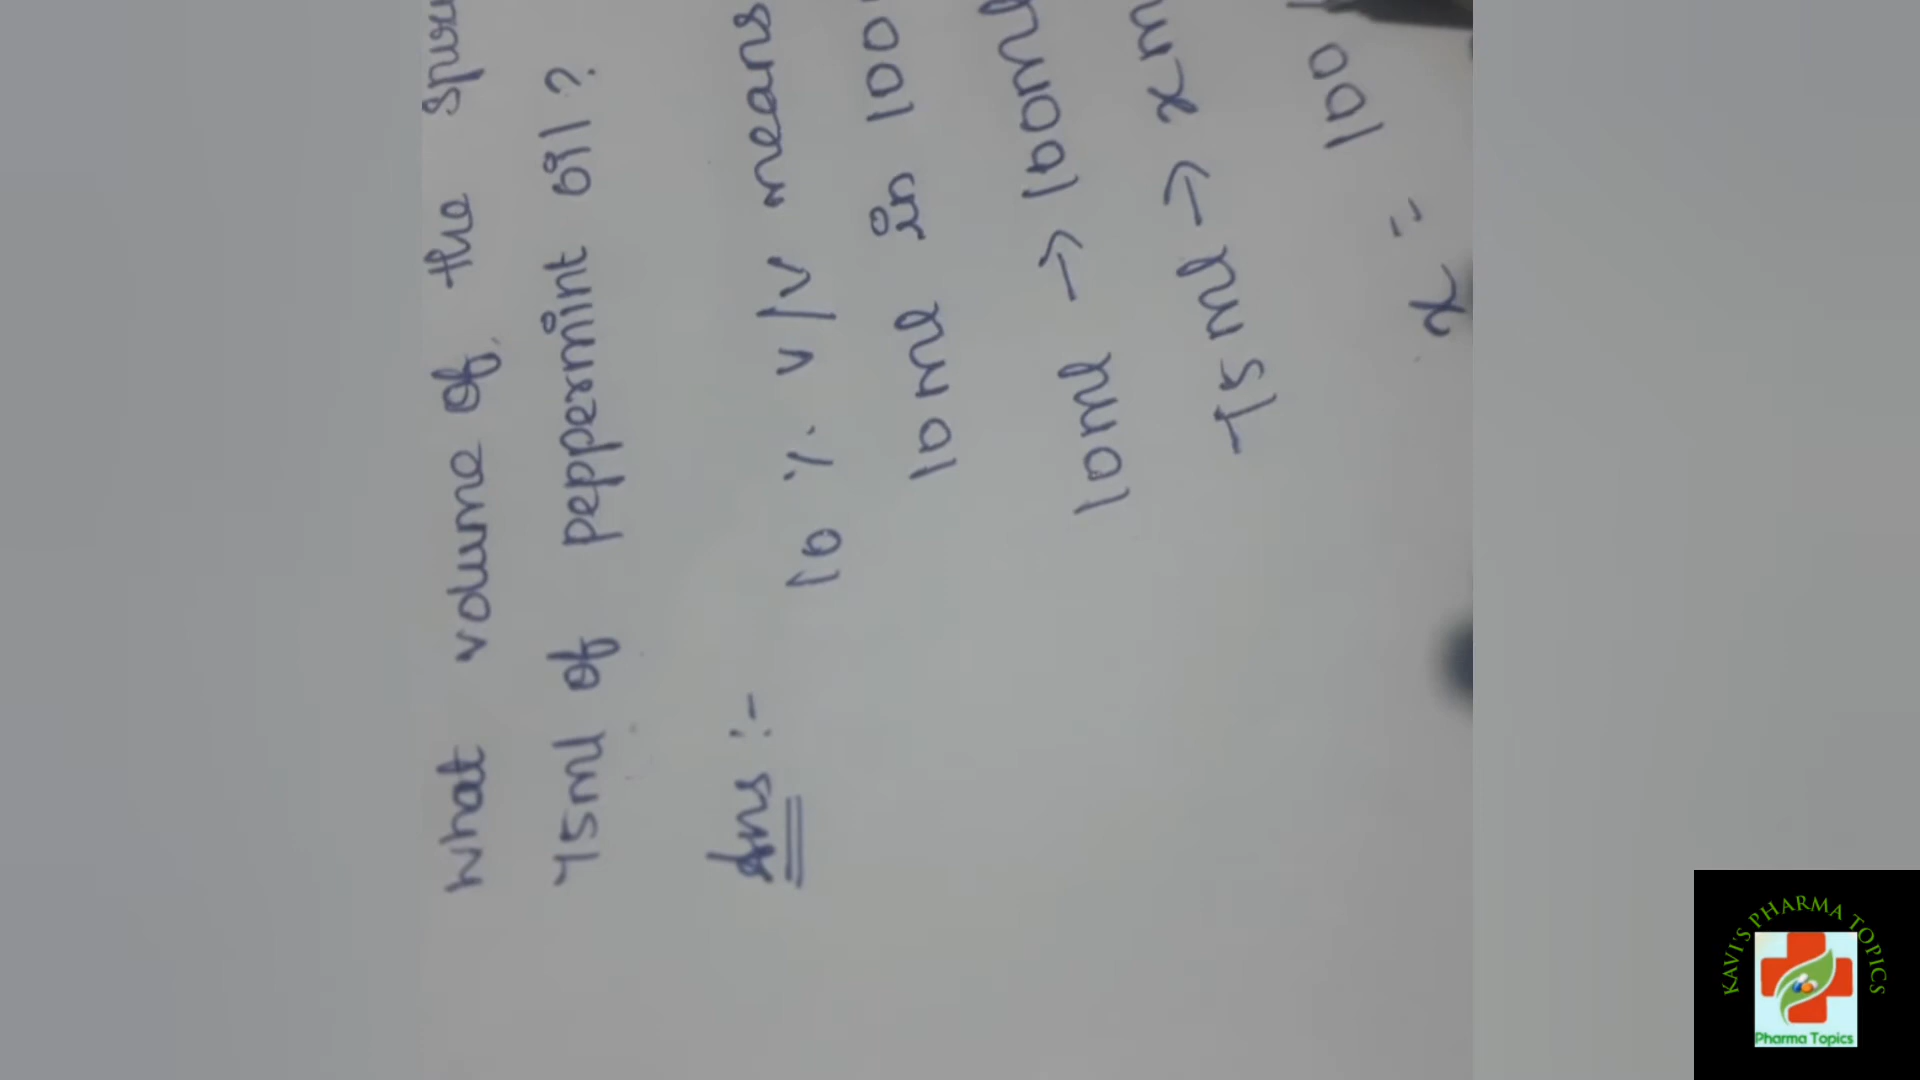 What volume of the
75ml of peppermint oil?
Ans :-
10 % v/v means
10ml in 100
10ml → 100ml
75ml → xm
x = 100
KAVI'S PHARMA TOPICS
Pharma Topics